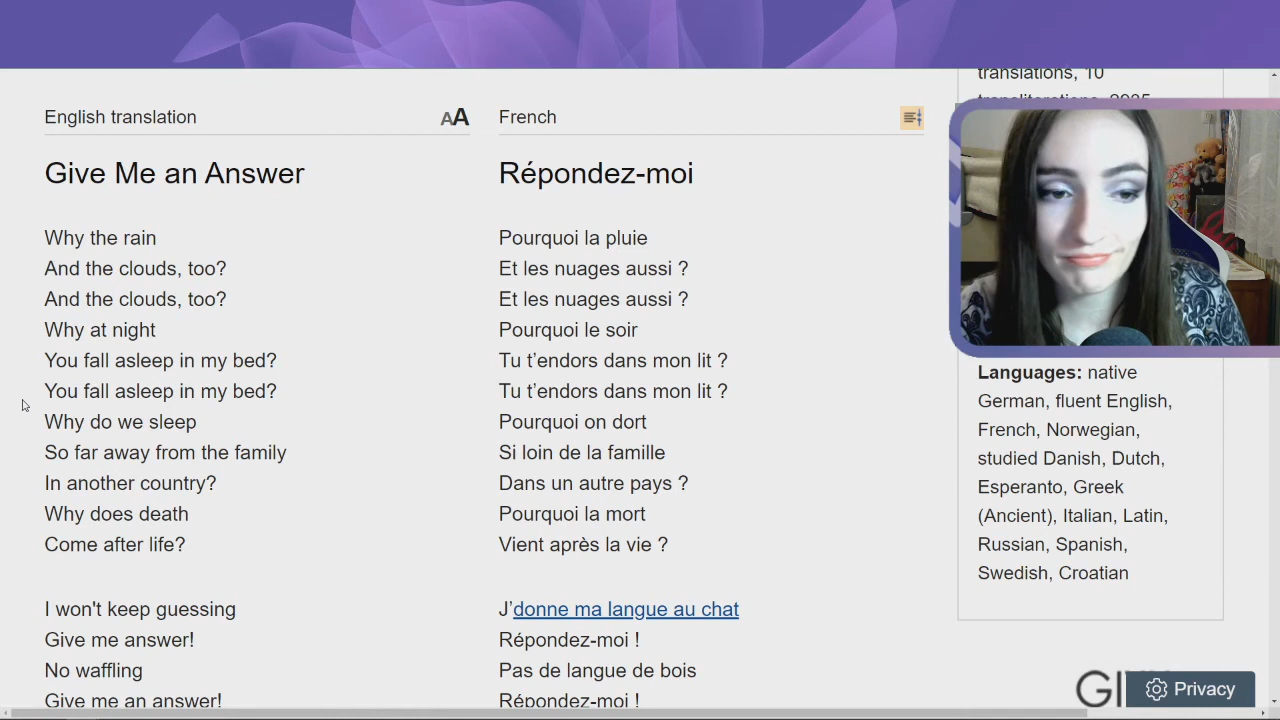 English translation
AA
Give Me an Answer
Why the rain
And the clouds, too?
And the clouds, too?
Why at night
You fall asleep in my bed?
You fall asleep in my bed?
Why do we sleep
So far away from the family
In another country?
Why does death
Come after life?
I won't keep guessing
Give me answer!
No waffling
Give me an answer!
French
Répondez-moi
Pourquoi la pluie
Et les nuages aussi ?
Et les nuages aussi ?
Pourquoi le soir
Tu t’endors dans mon lit ?
Tu t’endors dans mon lit ?
Pourquoi on dort
Si loin de la famille
Dans un autre pays ?
Pourquoi la mort
Vient après la vie ?
J’donne ma langue au chat
Répondez-moi !
Pas de langue de bois
Répondez-moi !
translations, 10
Languages: native
German, fluent English,
French, Norwegian,
studied Danish, Dutch,
Esperanto, Greek
(Ancient), Italian, Latin,
Russian, Spanish,
Swedish, Croatian
Privacy